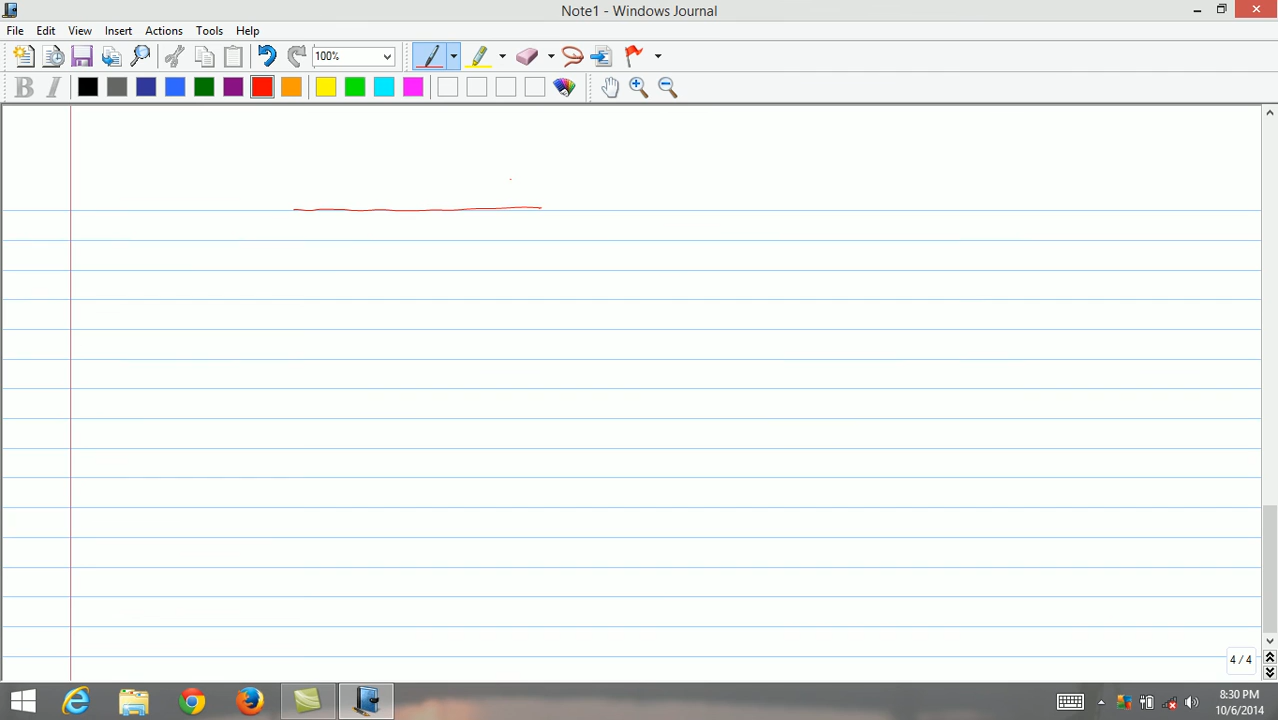 Note1 - Windows Journal
File Edit View Insert Actions Tools Help
100%
B I
4 / 4
8:30 PM
10/6/2014